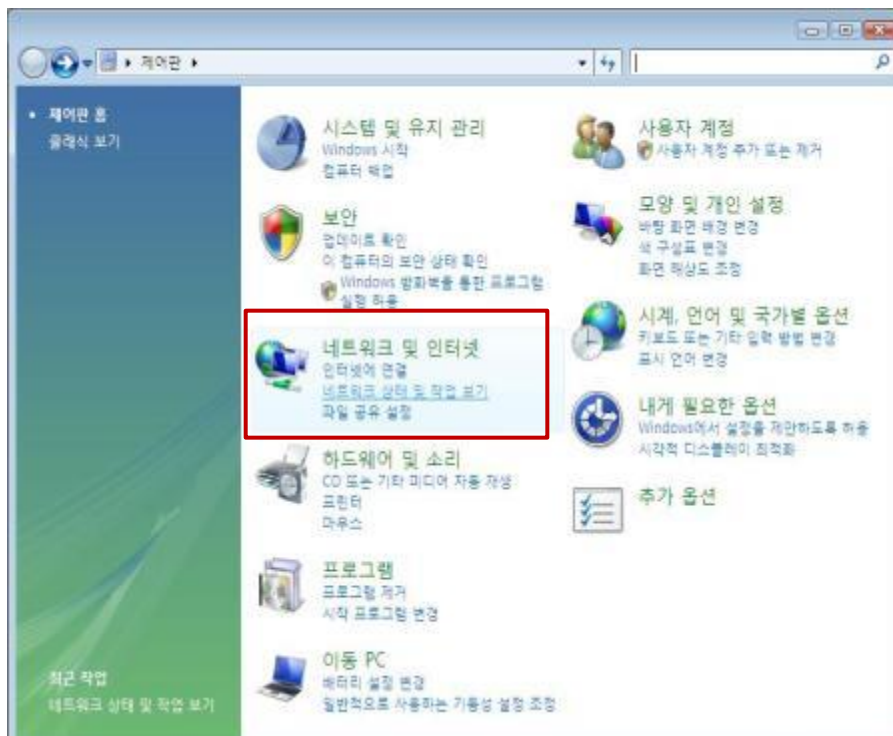 제어판
제어판 홈
클래식 보기
시스템 및 유지 관리
Windows 시작
컴퓨터 백업
보안
업데이트 확인
이 컴퓨터의 보안 상태 확인
Windows 방화벽을 통한 프로그램
실행 허용
네트워크 및 인터넷
인터넷에 연결
네트워크 상태 및 작업 보기
파일 공유 설정
하드웨어 및 소리
CD 또는 기타 미디어 자동 재생
프린터
마우스
프로그램
프로그램 제거
시작 프로그램 변경
이동 PC
배터리 설정 변경
일반적으로 사용하는 기동성 설정 조정
사용자 계정
사용자 계정 추가 또는 제거
모양 및 개인 설정
바탕 화면 배경 변경
색 구성표 변경
화면 해상도 조정
시계, 언어 및 국가별 옵션
키보드 또는 기타 입력 방법 변경
표시 언어 변경
내게 필요한 옵션
Windows에서 설정을 제안하도록 허용
시각적 디스플레이 최적화
추가 옵션
최근 작업
네트워크 상태 및 작업 보기